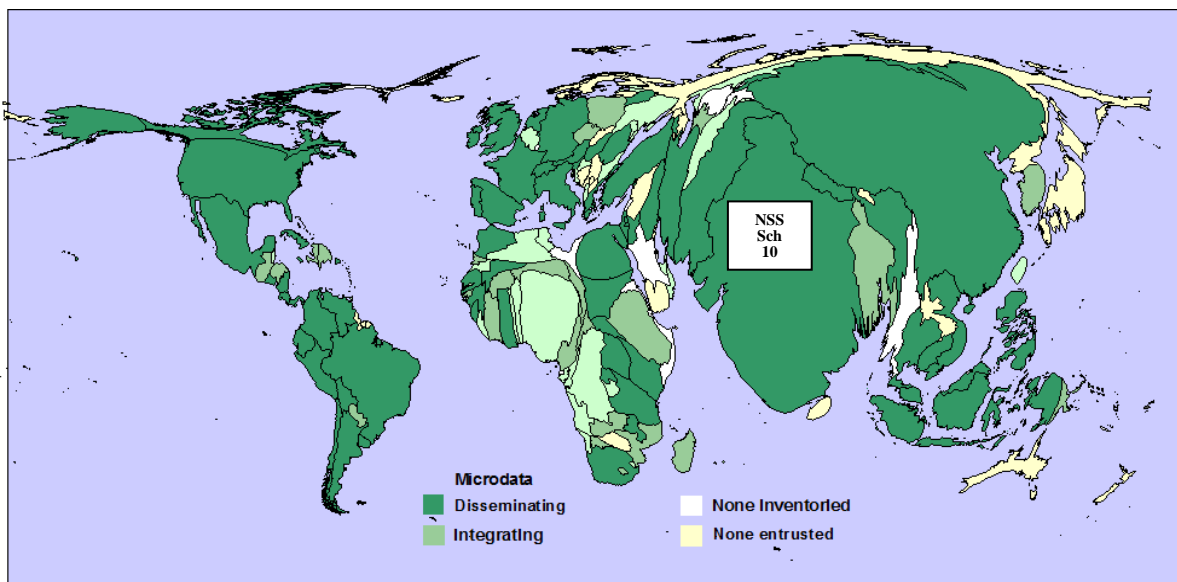 NSS
Sch
10
Microdata
Disseminating
Integrating
None Inventoried
None entrusted